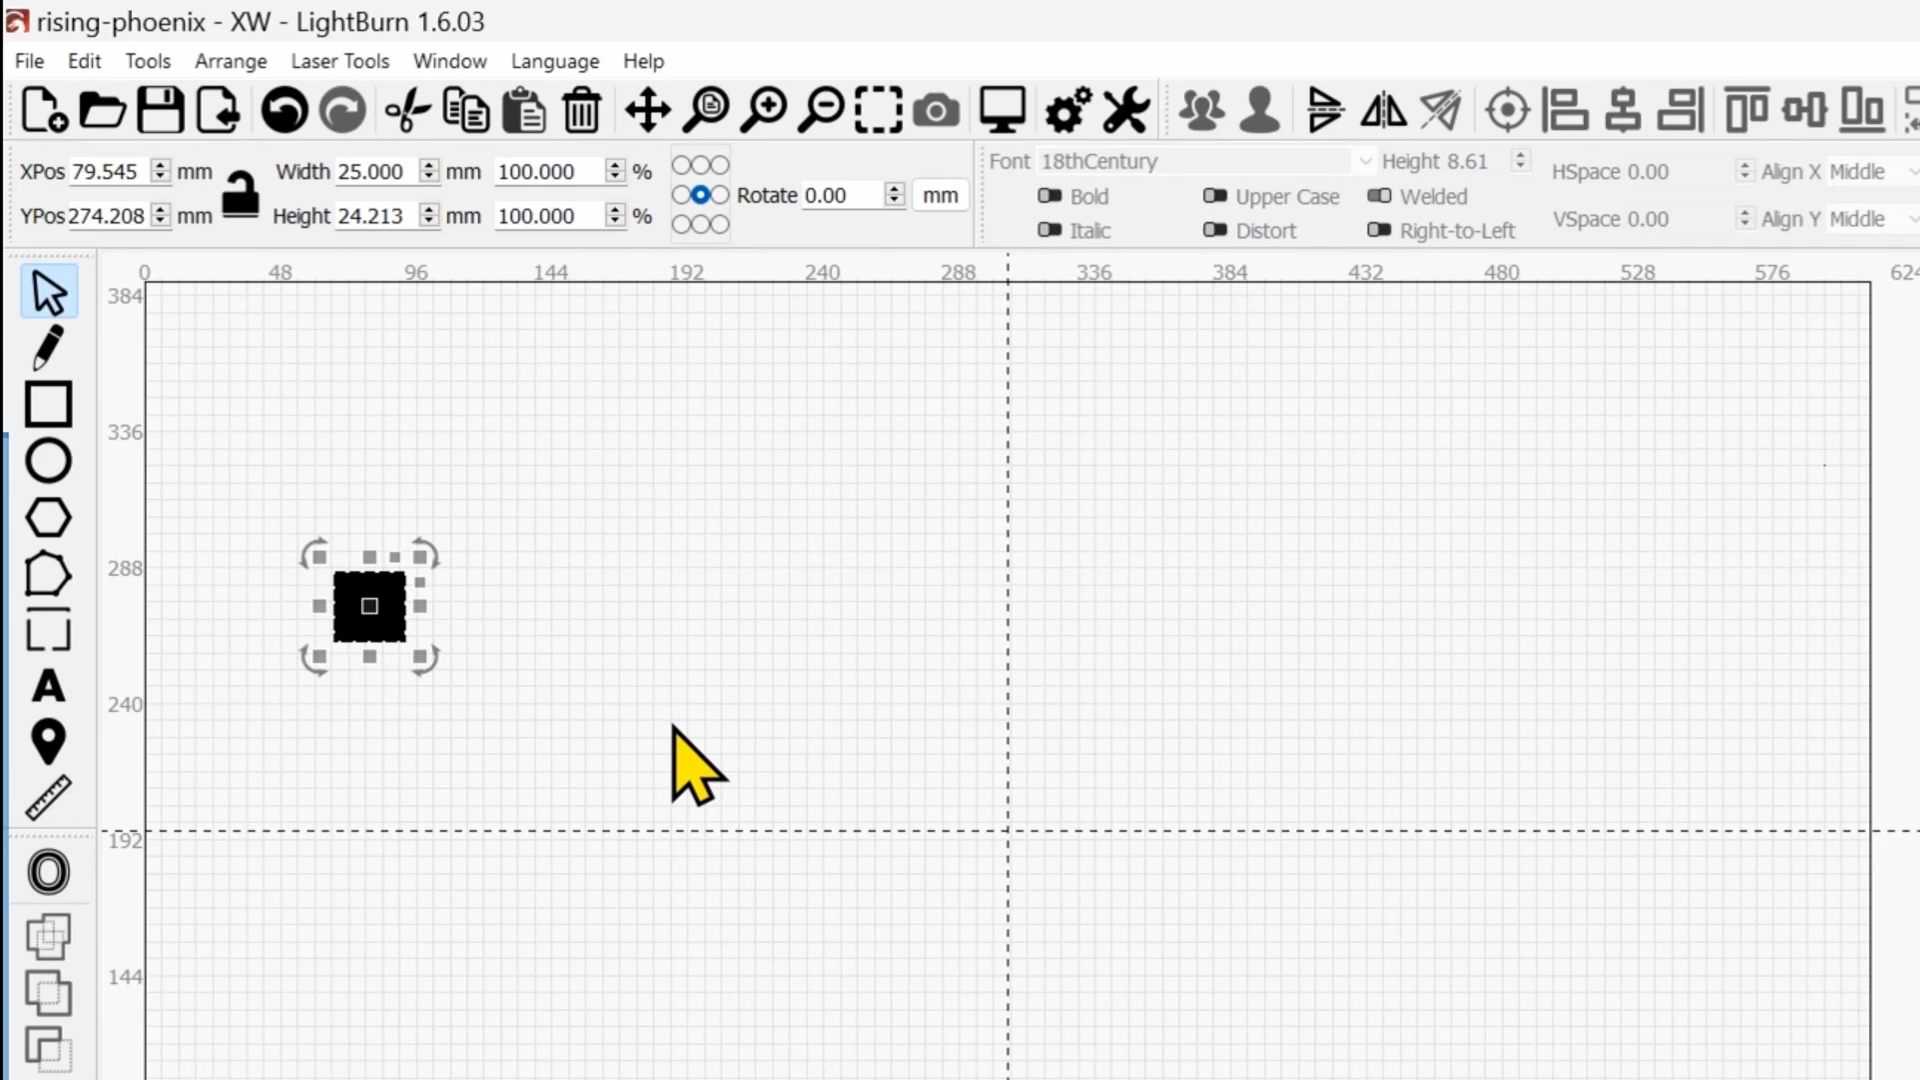 rising-phoenix - XW - LightBurn 1.6.03
File Edit Tools Arrange Laser Tools Window Language Help
XPos 79.545 mm Width 25.000 mm 100.000 %
YPos 274.208 mm Height 24.213 mm 100.000 %
Rotate 0.00 mm
Font 18thCentury Height 8.61
Bold Upper Case Welded
Italic Distort Right-to-Left
HSpace 0.00 Align X Middle
VSpace 0.00 Align Y Middle
0 48 96 144 192 240 288 336 384 432 480 528 576 624
384
336
288
240
192
144